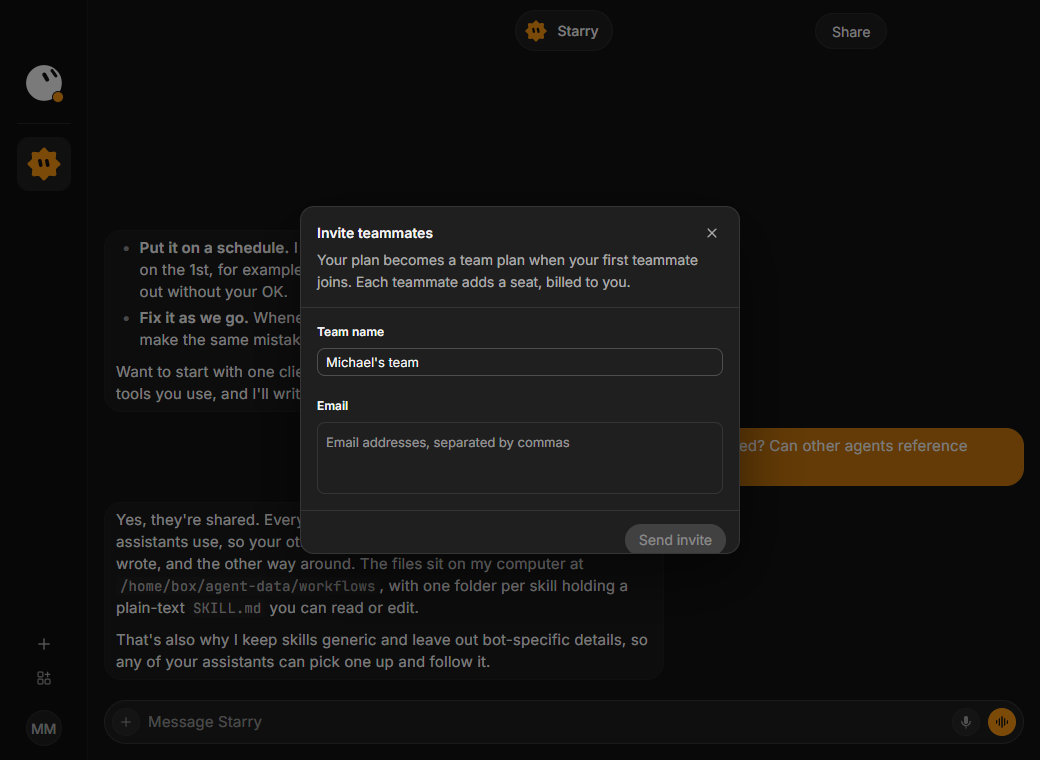 Starry
Share
Put it on a schedule. I
on the 1st, for example
out without your OK.
Fix it as we go. Whene
make the same mistak
Want to start with one clie
tools you use, and I'll writ
Invite teammates
Your plan becomes a team plan when your first teammate
joins. Each teammate adds a seat, billed to you.
Team name
Michael's team
Email
Email addresses, separated by commas
Send invite
ed? Can other agents reference
Yes, they're shared. Every
assistants use, so your ot
wrote, and the other way around. The files sit on my computer at
/home/box/agent-data/workflows, with one folder per skill holding a
plain-text SKILL.md you can read or edit.
That's also why I keep skills generic and leave out bot-specific details, so
any of your assistants can pick one up and follow it.
MM
Message Starry